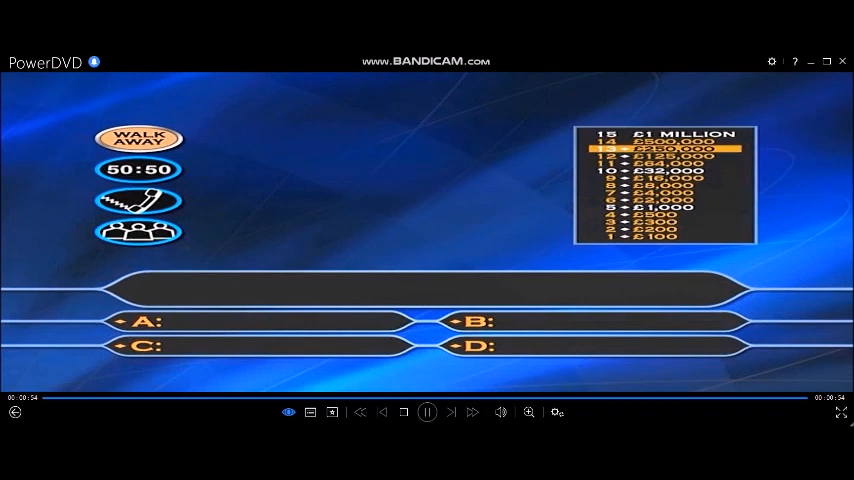 PowerDVD
www.BANDICAM.com
?
WALK
AWAY
50:50
15 £1 MILLION
14 £500,000
13 £250,000
12 £125,000
11 £64,000
10 £32,000
9 £16,000
8 £8,000
7 £4,000
6 £2,000
5 £1,000
4 £500
3 £300
2 £200
1 £100
A:
B:
C:
D:
00:00:54
00:00:54